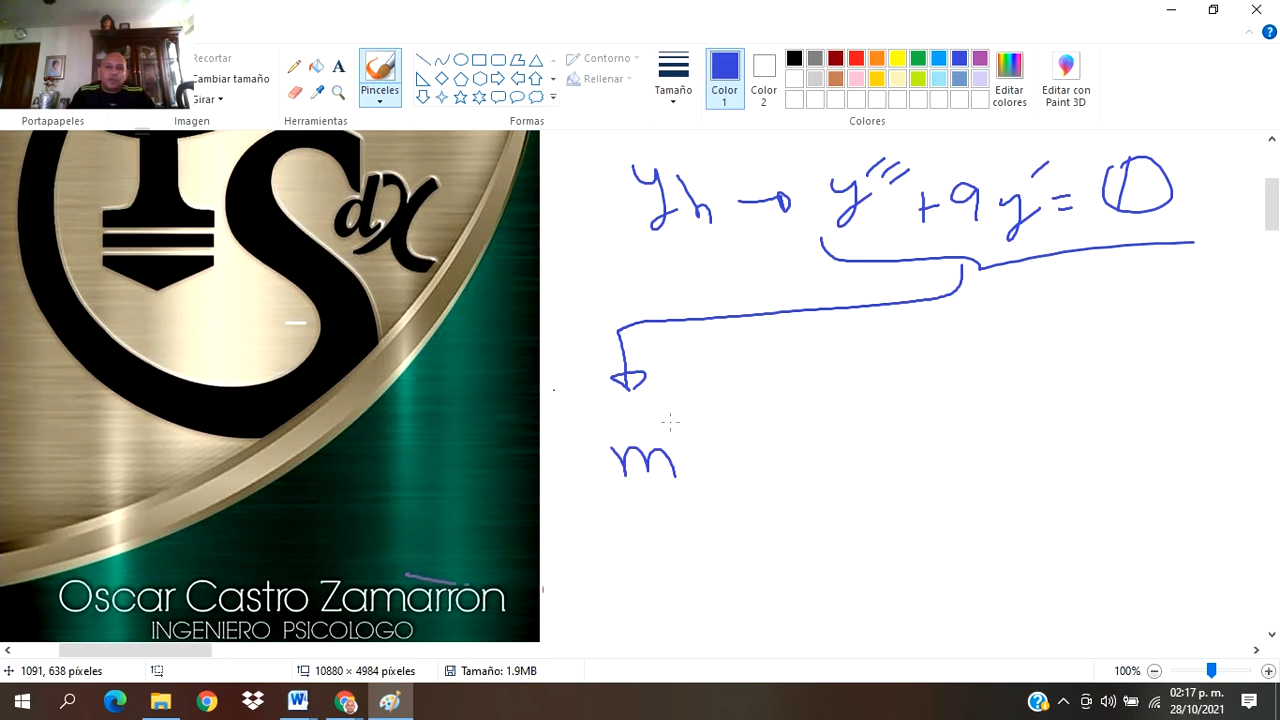 Recortar
Cambiar tamaño
Girar
Pinceles
Contorno
Rellenar
Tamaño
Color 1
Color 2
Editar colores
Editar con Paint 3D
Portapapeles
Imagen
Herramientas
Formas
Colores
S dx
yh → y''' + 9y' = 0
m
Oscar Castro Zamarrón
INGENIERO PSICOLOGO
1091, 638 píxeles
10880 × 4984 píxeles
Tamaño: 1.9MB
100%
02:17 p. m.
28/10/2021